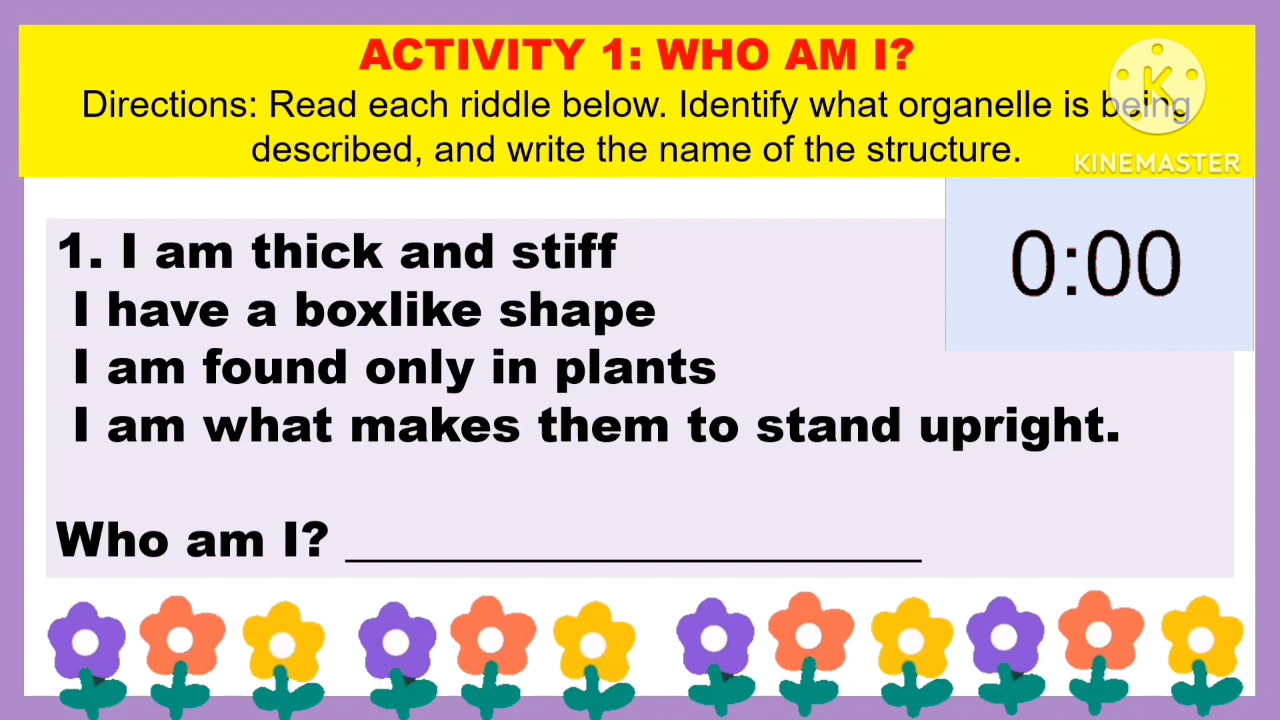 ACTIVITY 1: WHO AM I?
Directions: Read each riddle below. Identify what organelle is being
described, and write the name of the structure.
K
KINEMASTER
0:00
1. I am thick and stiff
I have a boxlike shape
I am found only in plants
I am what makes them to stand upright.
Who am I? ________________________